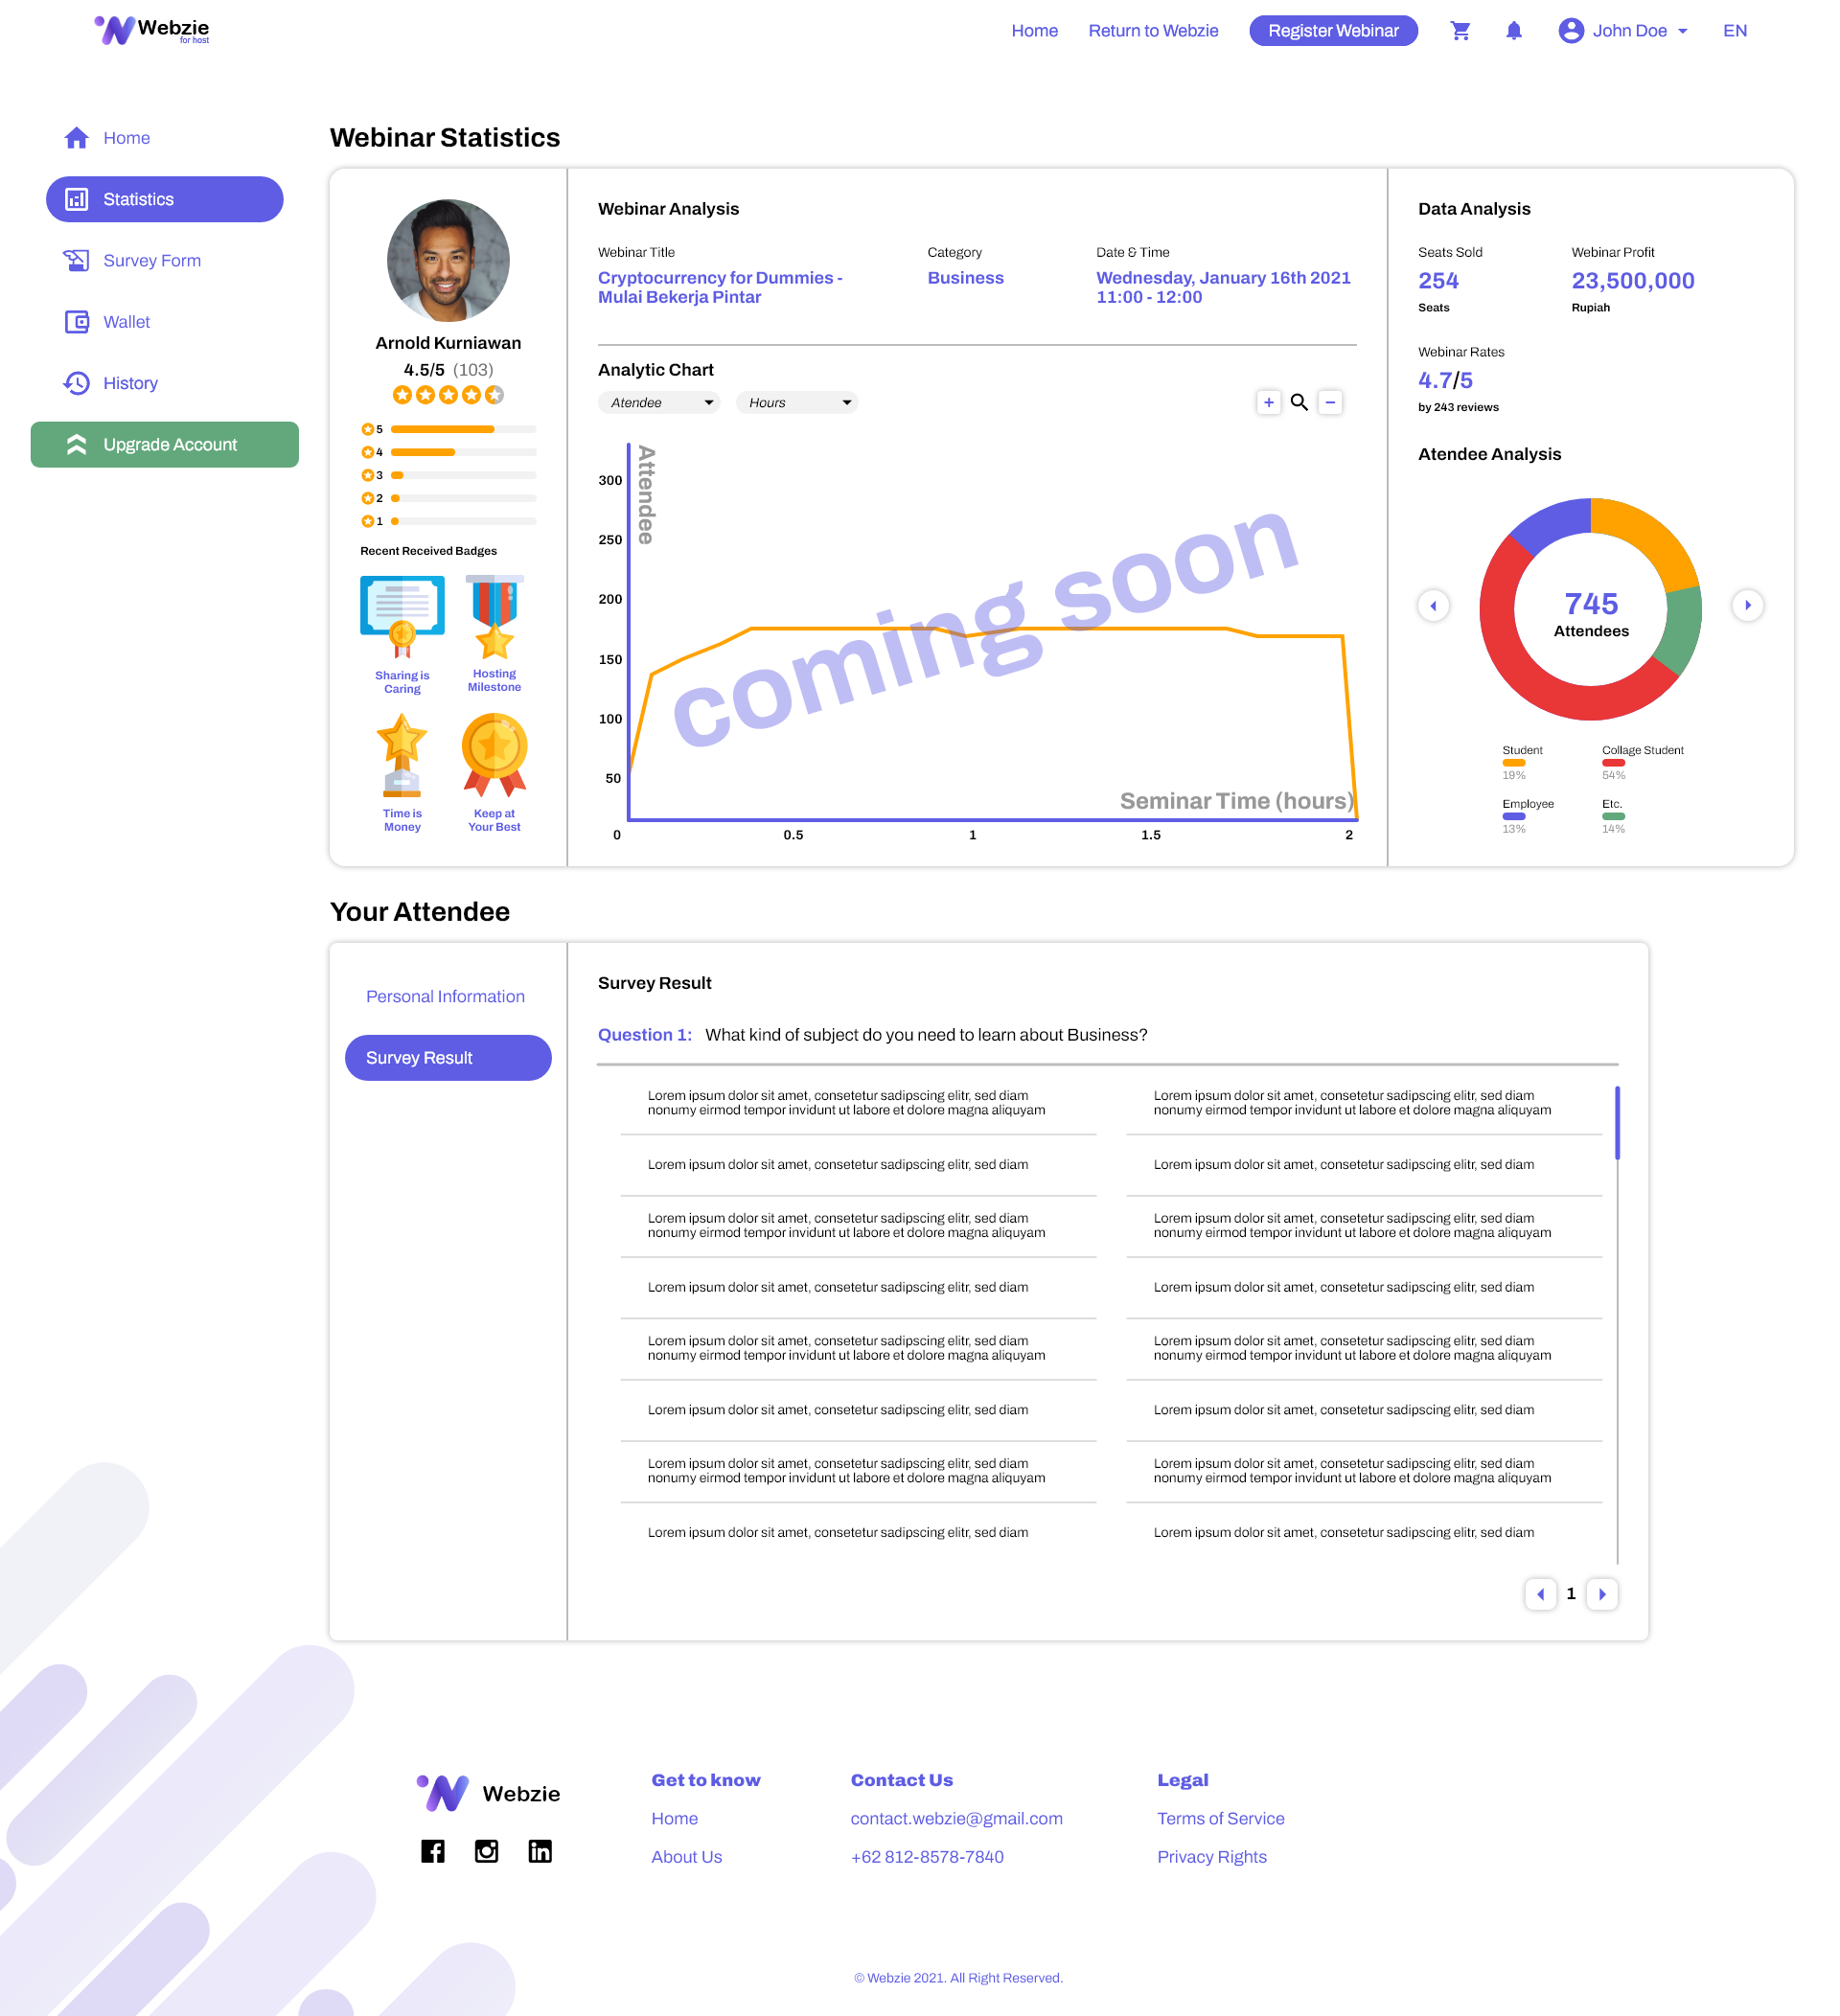 Webzie
for host
Home
Return to Webzie
Register Webinar
John Doe
EN
Home
Statistics
Survey Form
Wallet
History
Upgrade Account
Webinar Statistics
Arnold Kurniawan
4.5/5 (103)
5
4
3
2
1
Recent Received Badges
Sharing is
Caring
Hosting
Milestone
Time is
Money
Keep at
Your Best
Webinar Analysis
Webinar Title
Cryptocurrency for Dummies -
Mulai Bekerja Pintar
Category
Business
Date & Time
Wednesday, January 16th 2021
11:00 - 12:00
Analytic Chart
Atendee
Hours
+
−
Attendee
300
250
200
150
100
50
coming soon
Seminar Time (hours)
0
0.5
1
1.5
2
Data Analysis
Seats Sold
254
Seats
Webinar Profit
23,500,000
Rupiah
Webinar Rates
4.7/5
by 243 reviews
Atendee Analysis
745
Attendees
Student
19%
Collage Student
54%
Employee
13%
Etc.
14%
Your Attendee
Personal Information
Survey Result
Survey Result
Question 1: What kind of subject do you need to learn about Business?
Lorem ipsum dolor sit amet, consetetur sadipscing elitr, sed diam
nonumy eirmod tempor invidunt ut labore et dolore magna aliquyam
Lorem ipsum dolor sit amet, consetetur sadipscing elitr, sed diam
nonumy eirmod tempor invidunt ut labore et dolore magna aliquyam
Lorem ipsum dolor sit amet, consetetur sadipscing elitr, sed diam
Lorem ipsum dolor sit amet, consetetur sadipscing elitr, sed diam
Lorem ipsum dolor sit amet, consetetur sadipscing elitr, sed diam
nonumy eirmod tempor invidunt ut labore et dolore magna aliquyam
Lorem ipsum dolor sit amet, consetetur sadipscing elitr, sed diam
nonumy eirmod tempor invidunt ut labore et dolore magna aliquyam
Lorem ipsum dolor sit amet, consetetur sadipscing elitr, sed diam
Lorem ipsum dolor sit amet, consetetur sadipscing elitr, sed diam
Lorem ipsum dolor sit amet, consetetur sadipscing elitr, sed diam
nonumy eirmod tempor invidunt ut labore et dolore magna aliquyam
Lorem ipsum dolor sit amet, consetetur sadipscing elitr, sed diam
nonumy eirmod tempor invidunt ut labore et dolore magna aliquyam
Lorem ipsum dolor sit amet, consetetur sadipscing elitr, sed diam
Lorem ipsum dolor sit amet, consetetur sadipscing elitr, sed diam
Lorem ipsum dolor sit amet, consetetur sadipscing elitr, sed diam
nonumy eirmod tempor invidunt ut labore et dolore magna aliquyam
Lorem ipsum dolor sit amet, consetetur sadipscing elitr, sed diam
nonumy eirmod tempor invidunt ut labore et dolore magna aliquyam
Lorem ipsum dolor sit amet, consetetur sadipscing elitr, sed diam
Lorem ipsum dolor sit amet, consetetur sadipscing elitr, sed diam
1
Webzie
Get to know
Home
About Us
Contact Us
contact.webzie@gmail.com
+62 812-8578-7840
Legal
Terms of Service
Privacy Rights
© Webzie 2021. All Right Reserved.